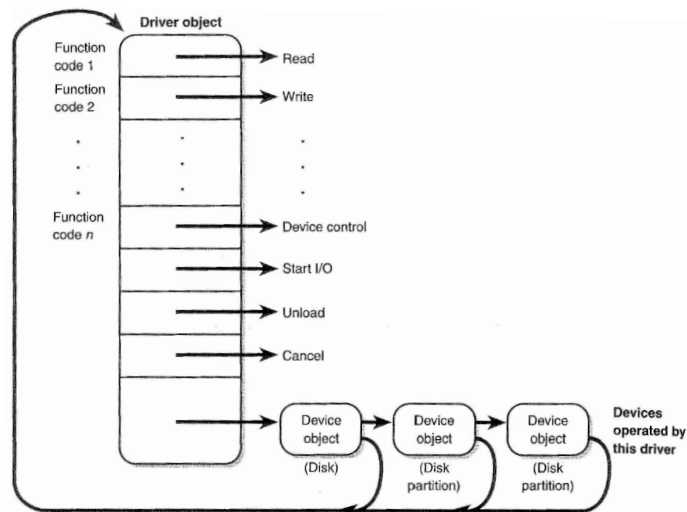 Driver object
Function
code 1
Read
Function
code 2
Write
Function
code n
Device control
Start I/O
Unload
Cancel
Device
object
(Disk)
Device
object
(Disk
partition)
Device
object
(Disk
partition)
Devices
operated by
this driver